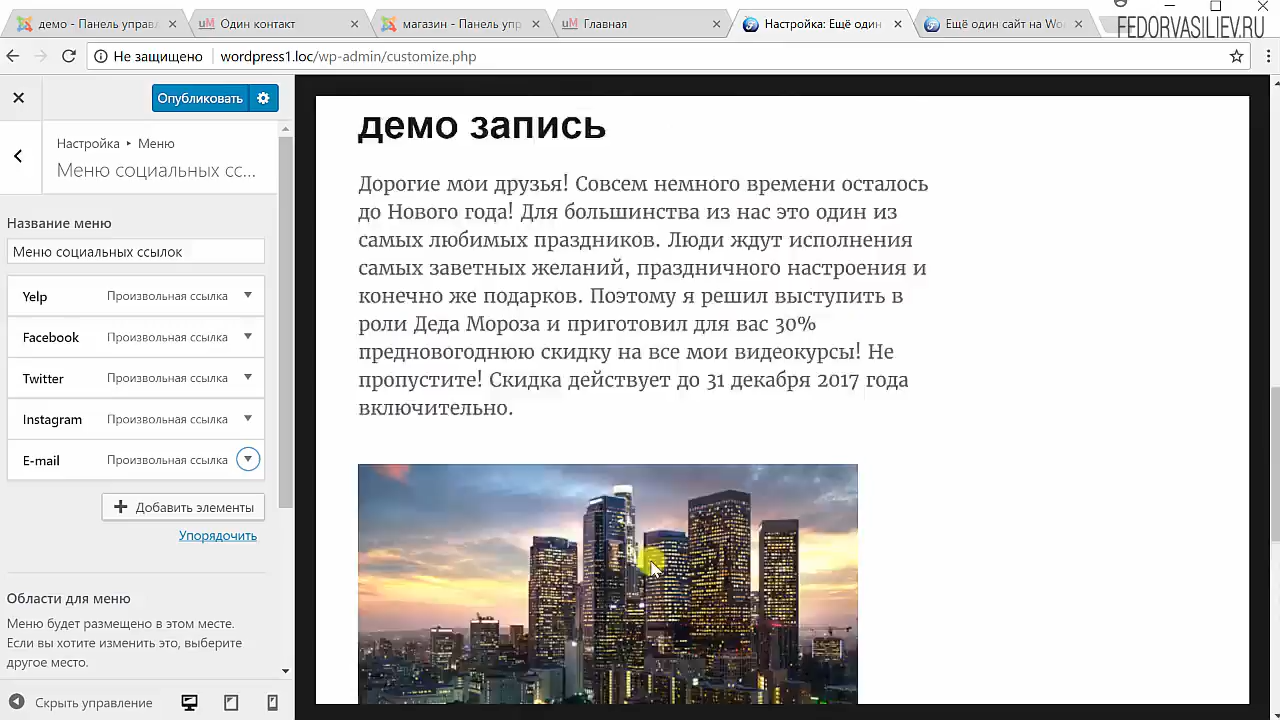 демо - Панель управл
Один контакт
магазин - Панель упр
Главная
Настройка: Ещё один
Ещё один сайт на Wo
FEDORVASILIEV.RU
Не защищено
wordpress1.loc/wp-admin/customize.php
Опубликовать
Настройка ▸ Меню
Меню социальных сс...
Название меню
Меню социальных ссылок
Yelp Произвольная ссылка
Facebook Произвольная ссылка
Twitter Произвольная ссылка
Instagram Произвольная ссылка
E-mail Произвольная ссылка
+ Добавить элементы
Упорядочить
Области для меню
размещено в этом месте.
хотите изменить это выберите
другое место.
Скрыть управление
демо запись
Дорогие мои друзья! Совсем немного времени осталось
до Нового года! Для большинства из нас это один из
самых любимых праздников. Люди ждут исполнения
самых заветных желаний, праздничного настроения и
конечно же подарков. Поэтому я решил выступить в
роли Деда Мороза и приготовил для вас 30%
предновогоднюю скидку на все мои видеокурсы! Не
пропустите! Скидка действует до 31 декабря 2017 года
включительно.